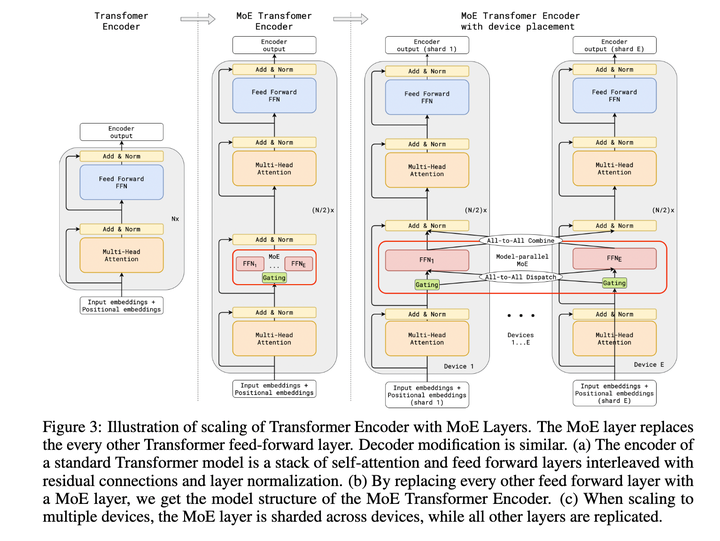 Transfomer
Encoder
MoE Transfomer
Encoder
MoE Transfomer Encoder
with device placement
Encoder
output
Add & Norm
Feed Forward
FFN
Add & Norm
Multi-Head
Attention
Nx
Input embeddings +
Positional embeddings
Encoder
output
Add & Norm
Feed Forward
FFN
Add & Norm
Multi-Head
Attention
(N/2)x
Add & Norm
MoE
FFN1 ... FFNE
Gating
Add & Norm
Multi-Head
Attention
Input embeddings +
Positional embeddings
Encoder
output (shard 1)
Add & Norm
Feed Forward
FFN
Add & Norm
Multi-Head
Attention
(N/2)x
Add & Norm
All-to-All Combine
FFN1
Model-parallel
MoE
All-to-All Dispatch
Gating
Add & Norm
Multi-Head
Attention
Device 1
Input embeddings +
Positional embeddings
(shard 1)
Devices
1...E
Encoder
output (shard E)
Add & Norm
Feed Forward
FFN
Add & Norm
Multi-Head
Attention
(N/2)x
Add & Norm
FFNE
Gating
Add & Norm
Multi-Head
Attention
Device E
Input embeddings +
Positional embeddings
(shard E)
Figure 3: Illustration of scaling of Transformer Encoder with MoE Layers. The MoE layer replaces
the every other Transformer feed-forward layer. Decoder modification is similar. (a) The encoder of
a standard Transformer model is a stack of self-attention and feed forward layers interleaved with
residual connections and layer normalization. (b) By replacing every other feed forward layer with
a MoE layer, we get the model structure of the MoE Transformer Encoder. (c) When scaling to
multiple devices, the MoE layer is sharded across devices, while all other layers are replicated.